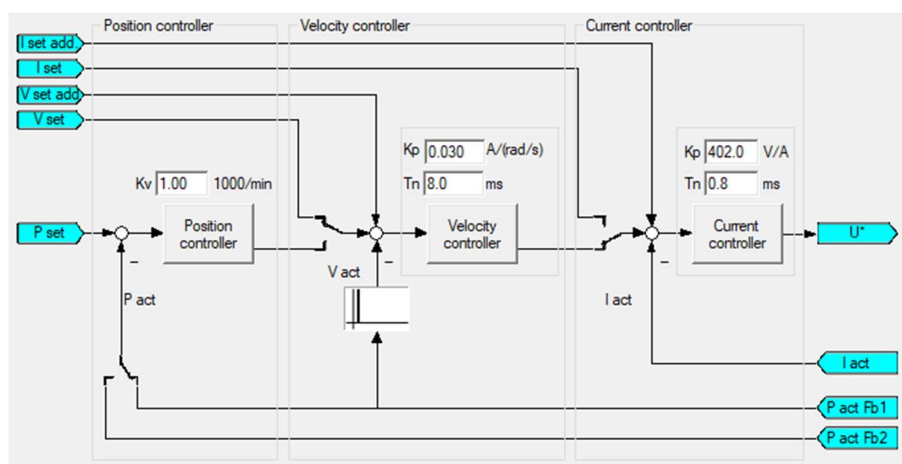 Position controller
Velocity controller
Current controller
I set add
I set
V set add
V set
Kp 0.030 A/(rad/s)
Kp 402.0 V/A
Kv 1.00 1000/min
Tn 8.0 ms
Tn 0.8 ms
P set
Position
controller
Velocity
controller
Current
controller
U*
V act
P act
I act
I act
P act Fb1
P act Fb2